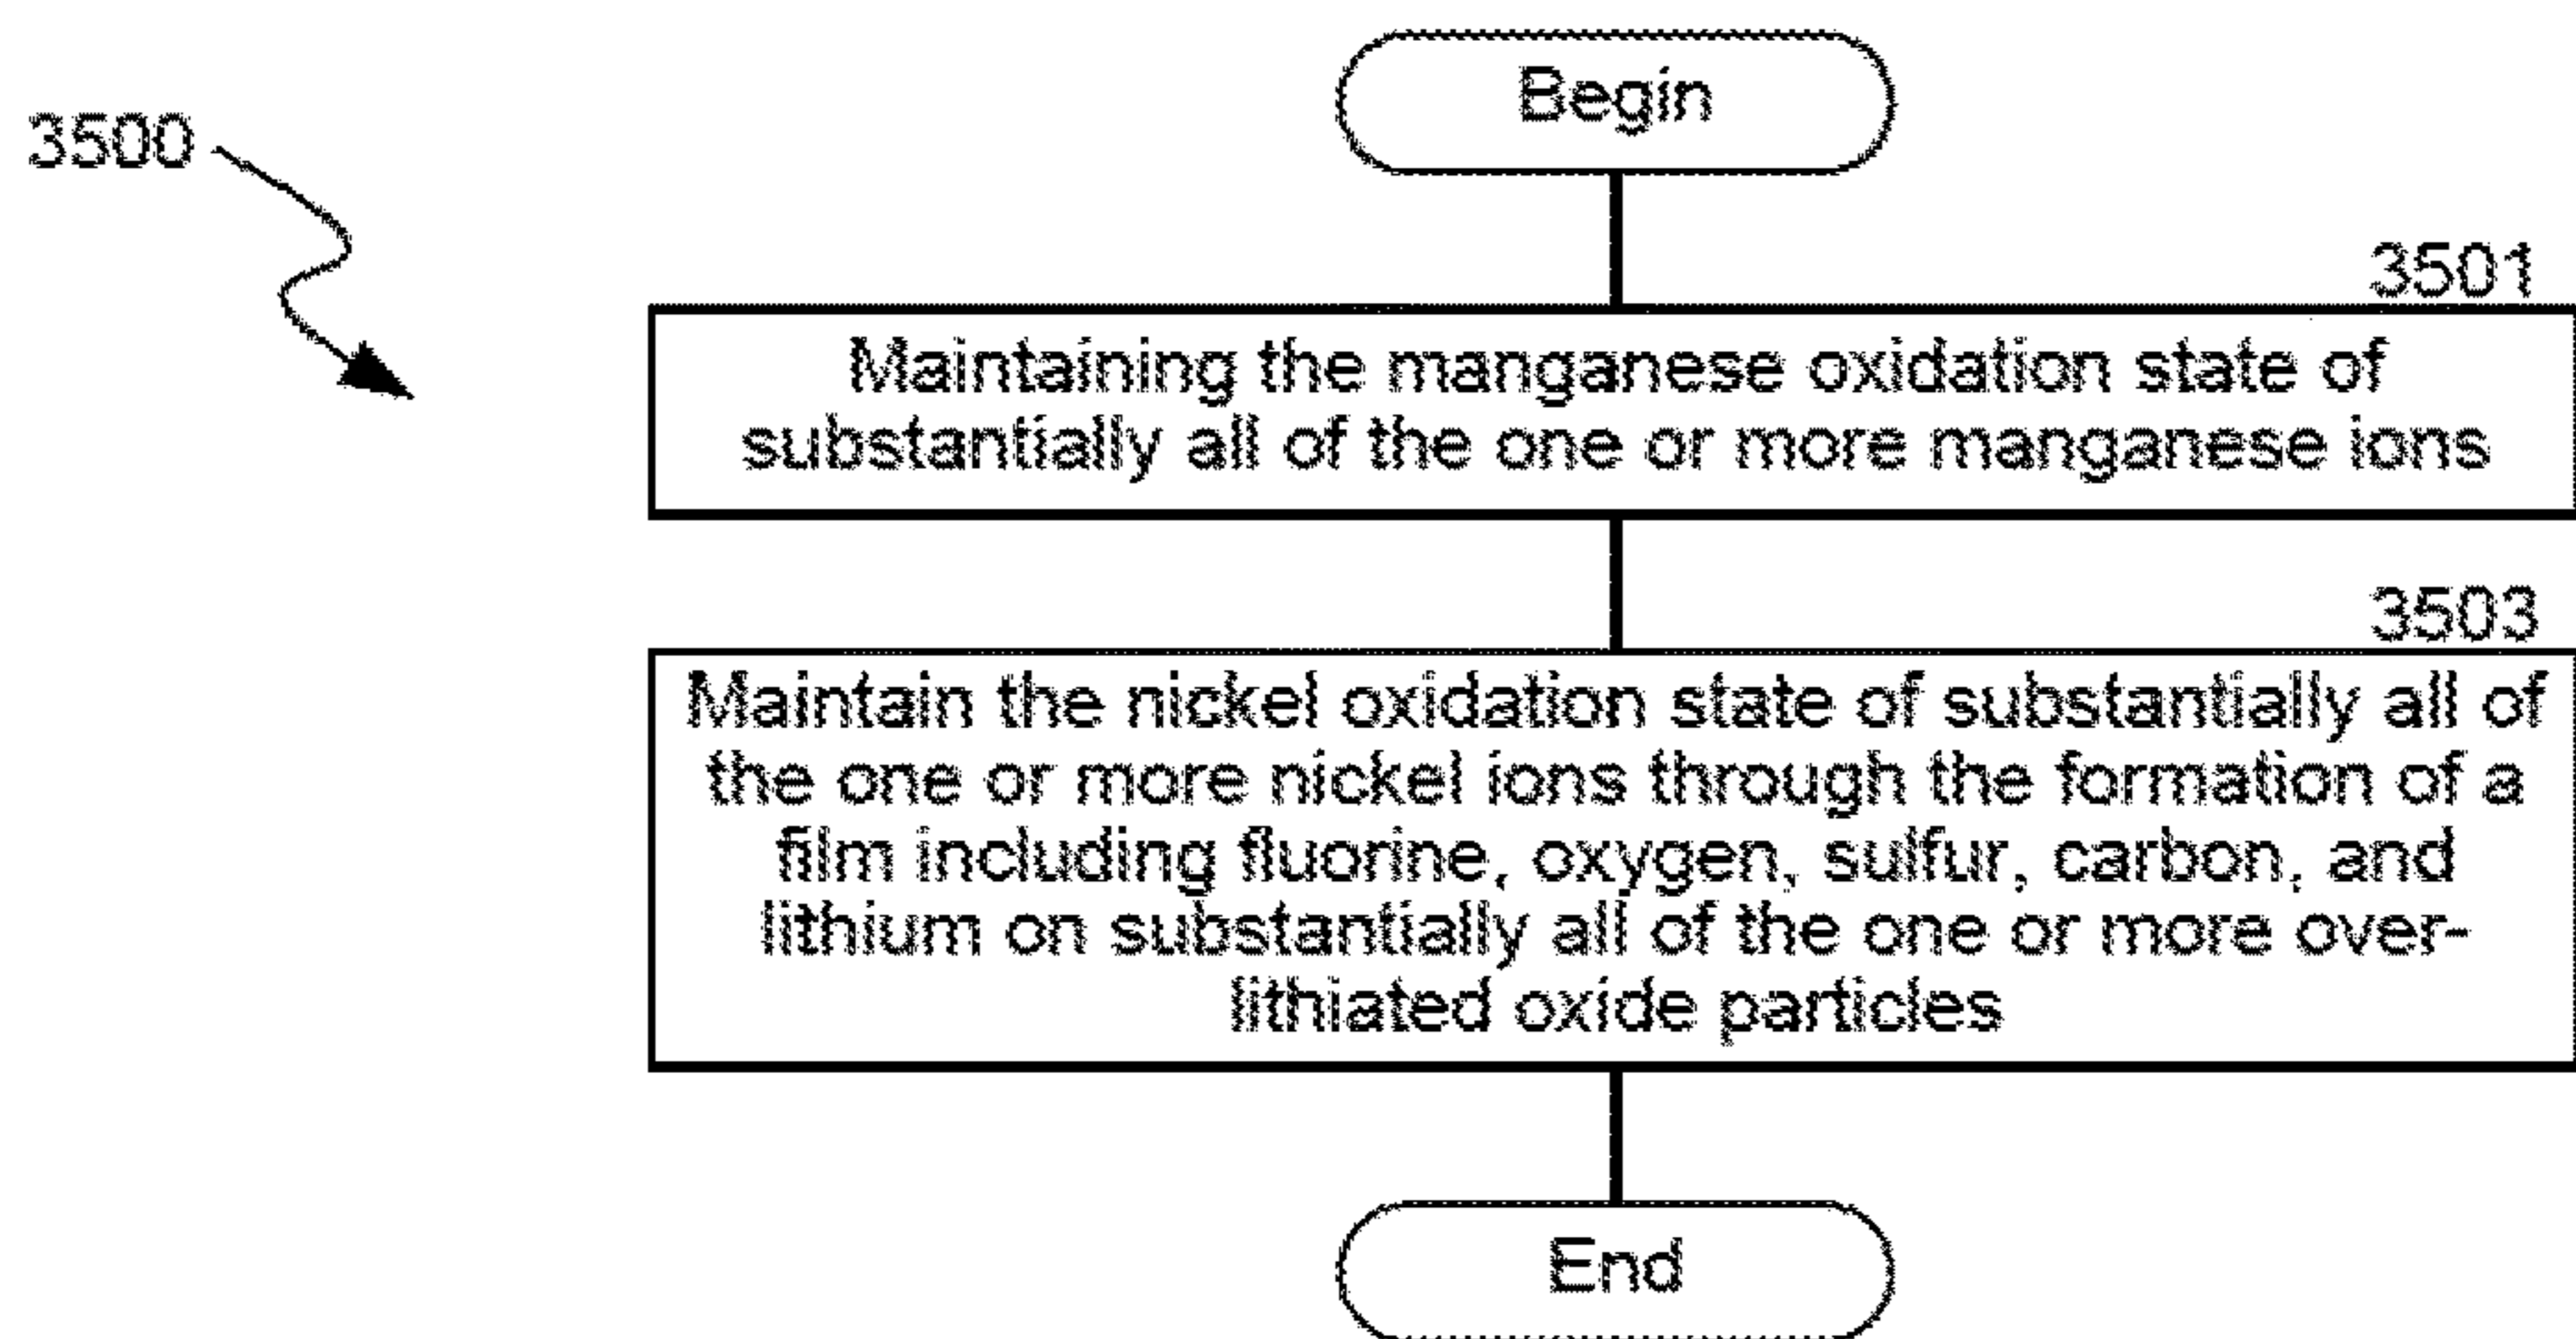 Begin
3500
3501
Maintaining the manganese oxidation state of
substantially all of the one or more manganese ions
3503
Maintain the nickel oxidation state of substantially all of
the one or more nickel ions through the formation of a
film including fluorine, oxygen, sulfur, carbon, and
lithium on substantially all of the one or more over-
lithiated oxide particles
End